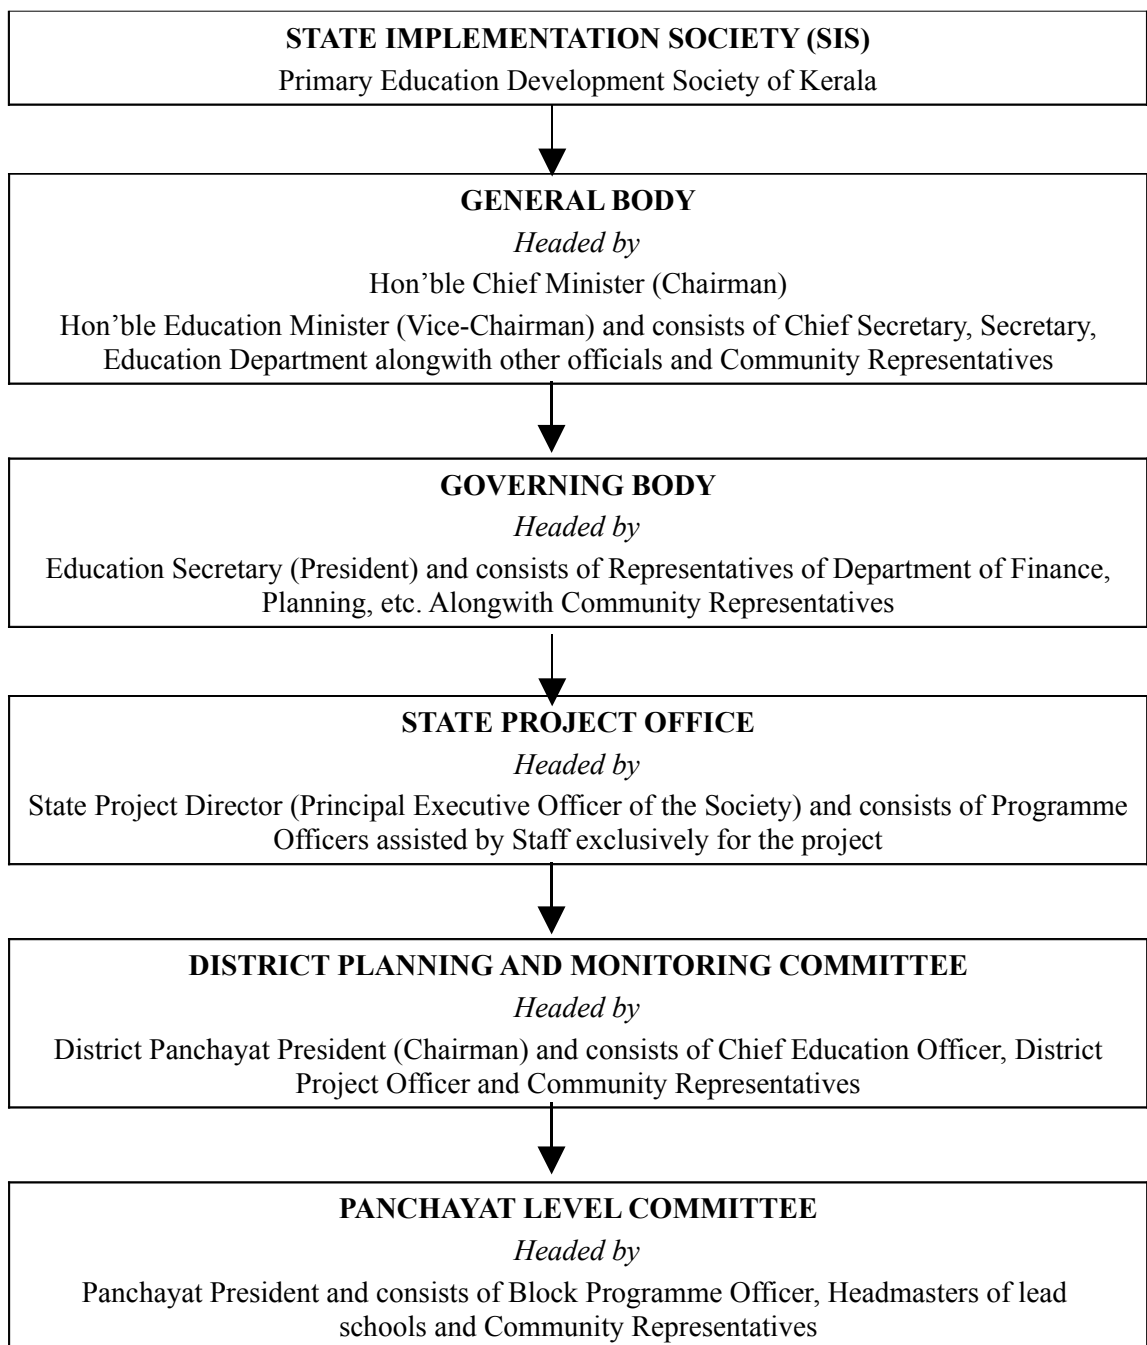 STATE IMPLEMENTATION SOCIETY (SIS)
Primary Education Development Society of Kerala
GENERAL BODY
Headed by
Hon’ble Chief Minister (Chairman)
Hon’ble Education Minister (Vice-Chairman) and consists of Chief Secretary, Secretary,
Education Department alongwith other officials and Community Representatives
GOVERNING BODY
Headed by
Education Secretary (President) and consists of Representatives of Department of Finance,
Planning, etc. Alongwith Community Representatives
STATE PROJECT OFFICE
Headed by
State Project Director (Principal Executive Officer of the Society) and consists of Programme
Officers assisted by Staff exclusively for the project
DISTRICT PLANNING AND MONITORING COMMITTEE
Headed by
District Panchayat President (Chairman) and consists of Chief Education Officer, District
Project Officer and Community Representatives
PANCHAYAT LEVEL COMMITTEE
Headed by
Panchayat President and consists of Block Programme Officer, Headmasters of lead
schools and Community Representatives